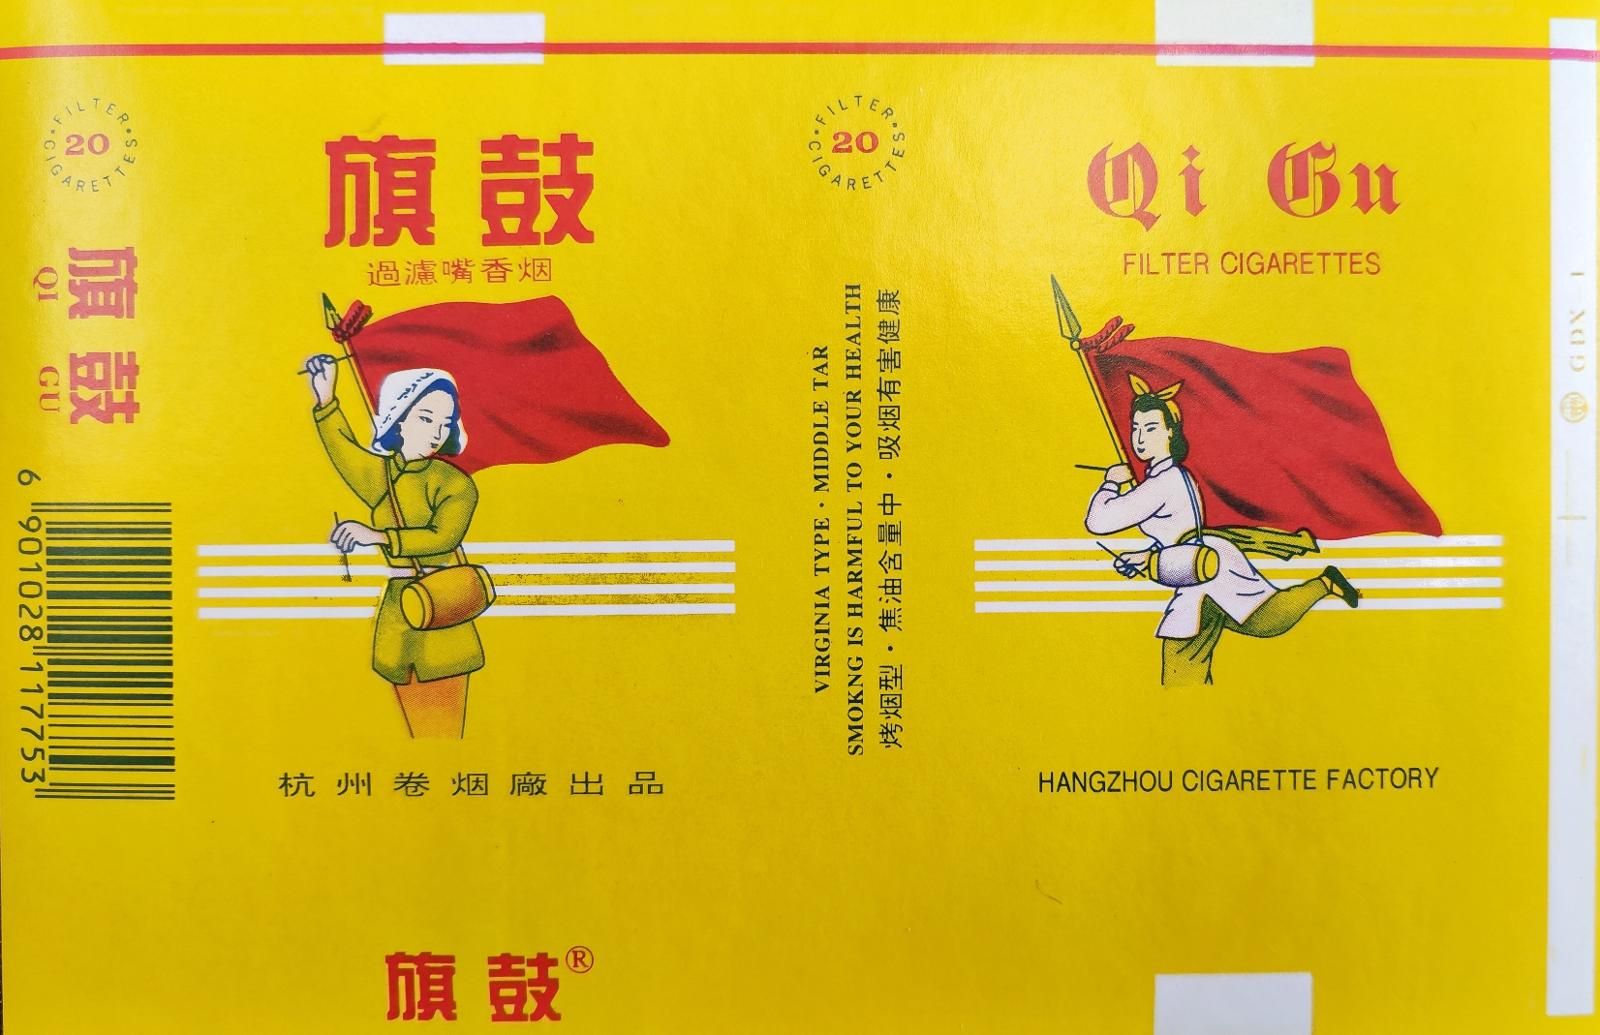 FILTER CIGARETTES
20
旗鼓
QI GU
6 901028 117753
旗鼓
過濾嘴香烟
杭州卷烟廠出品
旗鼓®
FILTER CIGARETTES
20
VIRGINIA TYPE · MIDDLE TAR
SMOKNG IS HARMFUL TO YOUR HEALTH
烤烟型·焦油含量中·吸烟有害健康
Qi Gu
FILTER CIGARETTES
HANGZHOU CIGARETTE FACTORY
GDX 1